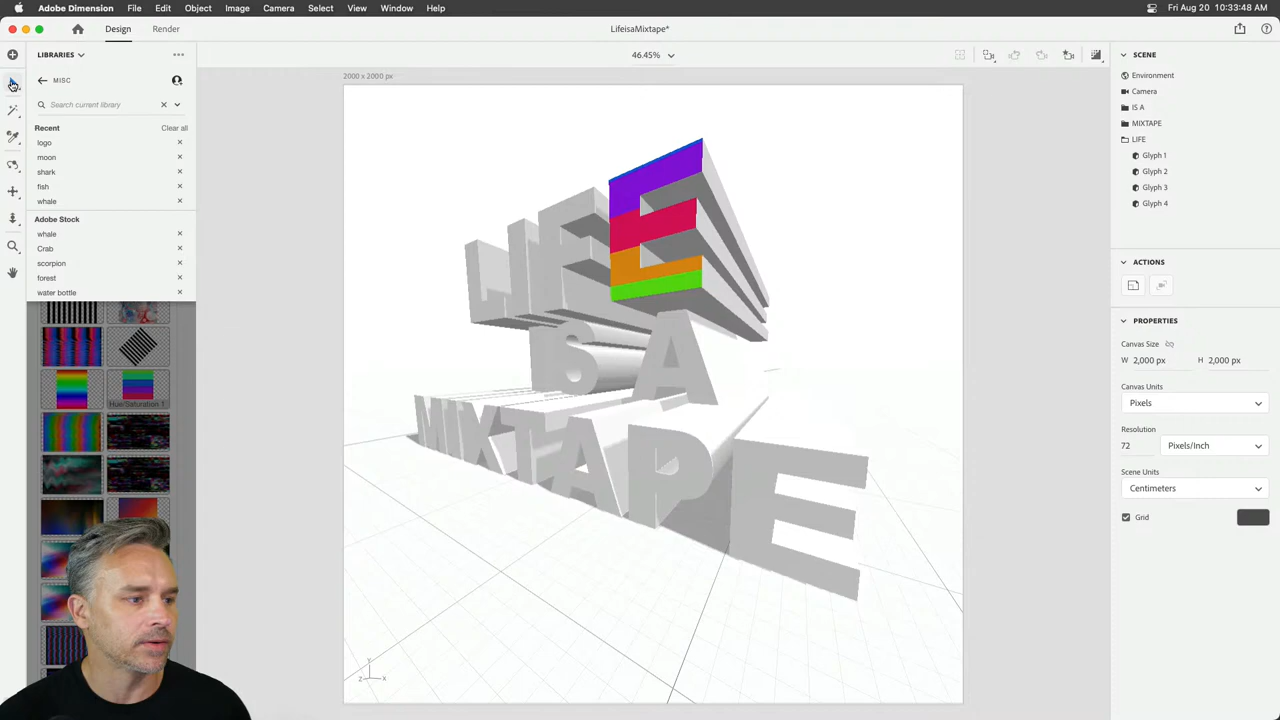 Adobe Dimension File Edit Object Image Camera Select View Window Help
Fri Aug 20 10:33:48 AM
Design Render
LifeisaMixtape*
LIBRARIES
46.45%
SCENE
2000 x 2000 px
Environment
MISC
Camera
Search current library
IS A
MIXTAPE
LIFE
Recent Clear all
logo
moon
shark
fish
whale
Glyph 1
Glyph 2
Glyph 3
Glyph 4
Adobe Stock
whale
Crab
scorpion
forest
water bottle
ACTIONS
PROPERTIES
Canvas Size
W 2,000 px H 2,000 px
Canvas Units
Pixels
Resolution
72 Pixels/Inch
Scene Units
Centimeters
Grid
Hue/Saturation 1
LIFE
IS A
MIXTAPE
Y
Z X